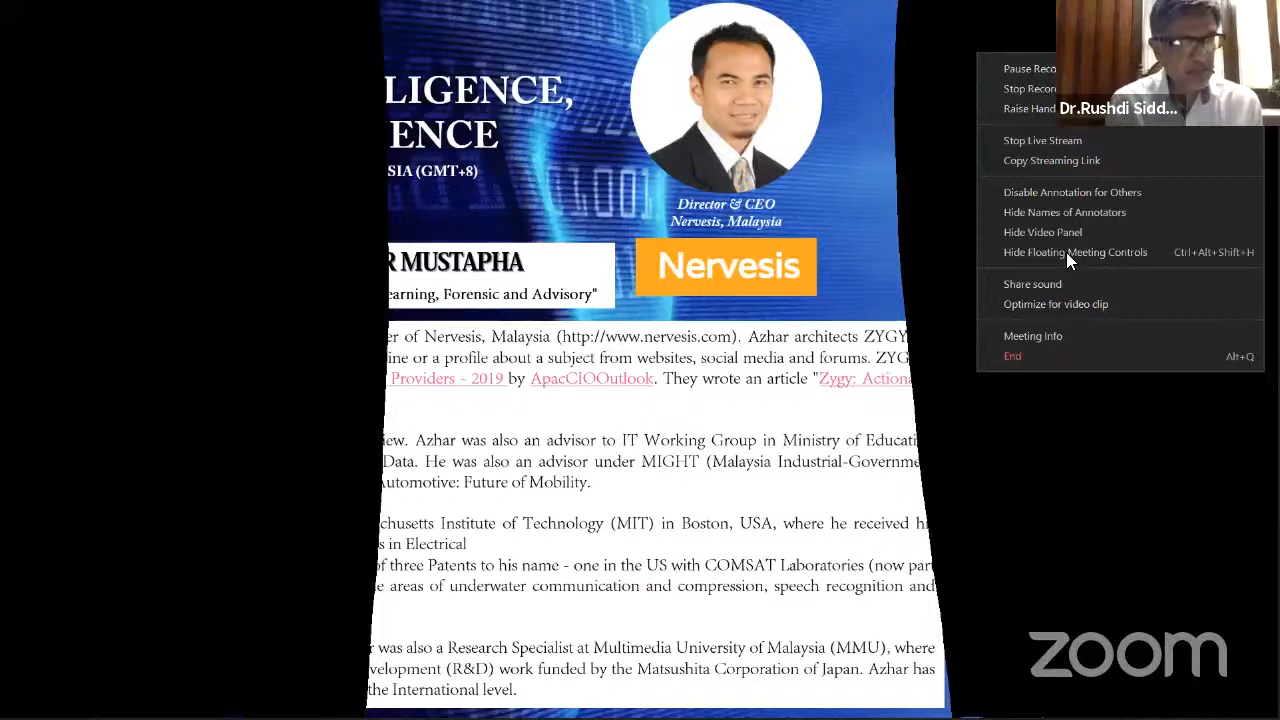 LLIGENCE,
ENCE
SIA (GMT+8)
Director & CEO
Nervesis, Malaysia
R MUSTAPHA
Nervesis
earning, Forensic and Advisory"
er of Nervesis, Malaysia (http://www.nervesis.com). Azhar architects ZYGY
ine or a profile about a subject from websites, social media and forums. ZYG
Providers - 2019 by ApacCIOOutlook. They wrote an article "Zygy: Actiona
iew. Azhar was also an advisor to IT Working Group in Ministry of Educati
Data. He was also an advisor under MIGHT (Malaysia Industrial-Governme
Automotive: Future of Mobility.
chusetts Institute of Technology (MIT) in Boston, USA, where he received hi
s in Electrical
of three Patents to his name - one in the US with COMSAT Laboratories (now part
e areas of underwater communication and compression, speech recognition and
r was also a Research Specialist at Multimedia University of Malaysia (MMU), where
velopment (R&D) work funded by the Matsushita Corporation of Japan. Azhar has
the International level.
Pause Reco
Stop Record
Raise Hand
Dr.Rushdi Sidd...
Stop Live Stream
Copy Streaming Link
Disable Annotation for Others
Hide Names of Annotators
Hide Video Panel
Hide Floating Meeting Controls Ctrl+Alt+Shift+H
Share sound
Optimize for video clip
Meeting Info
End Alt+Q
zoom